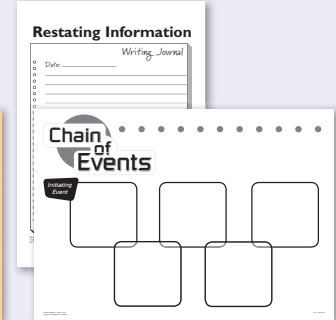 Restating Information
Writing Journal
Date:
Chain
of
Events
Initiating
Event